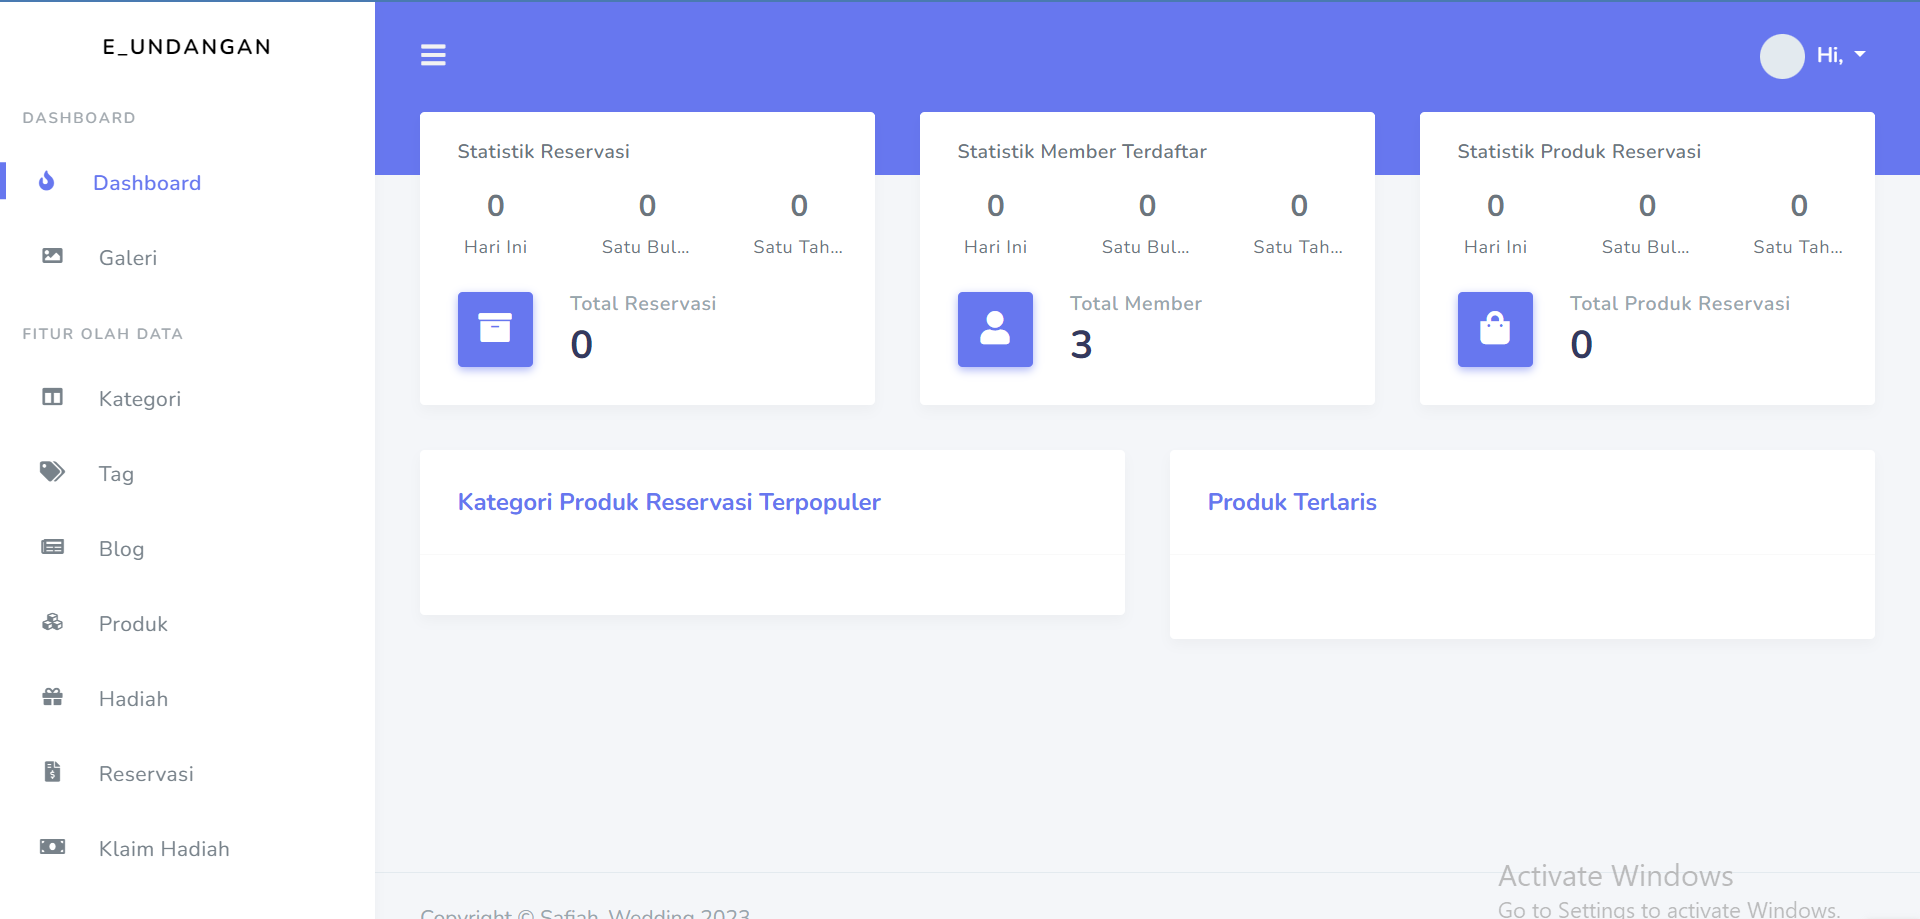 E_UNDANGAN
DASHBOARD
Dashboard
Galeri
FITUR OLAH DATA
Kategori
Tag
Blog
Produk
Hadiah
Reservasi
Klaim Hadiah
Hi,
Statistik Reservasi
0 0 0
Hari Ini Satu Bul... Satu Tah...
Total Reservasi
0
Statistik Member Terdaftar
0 0 0
Hari Ini Satu Bul... Satu Tah...
Total Member
3
Statistik Produk Reservasi
0 0 0
Hari Ini Satu Bul... Satu Tah...
Total Produk Reservasi
0
Kategori Produk Reservasi Terpopuler
Produk Terlaris
Copyright © Safiah Wedding 2023
Activate Windows
Go to Settings to activate Windows.